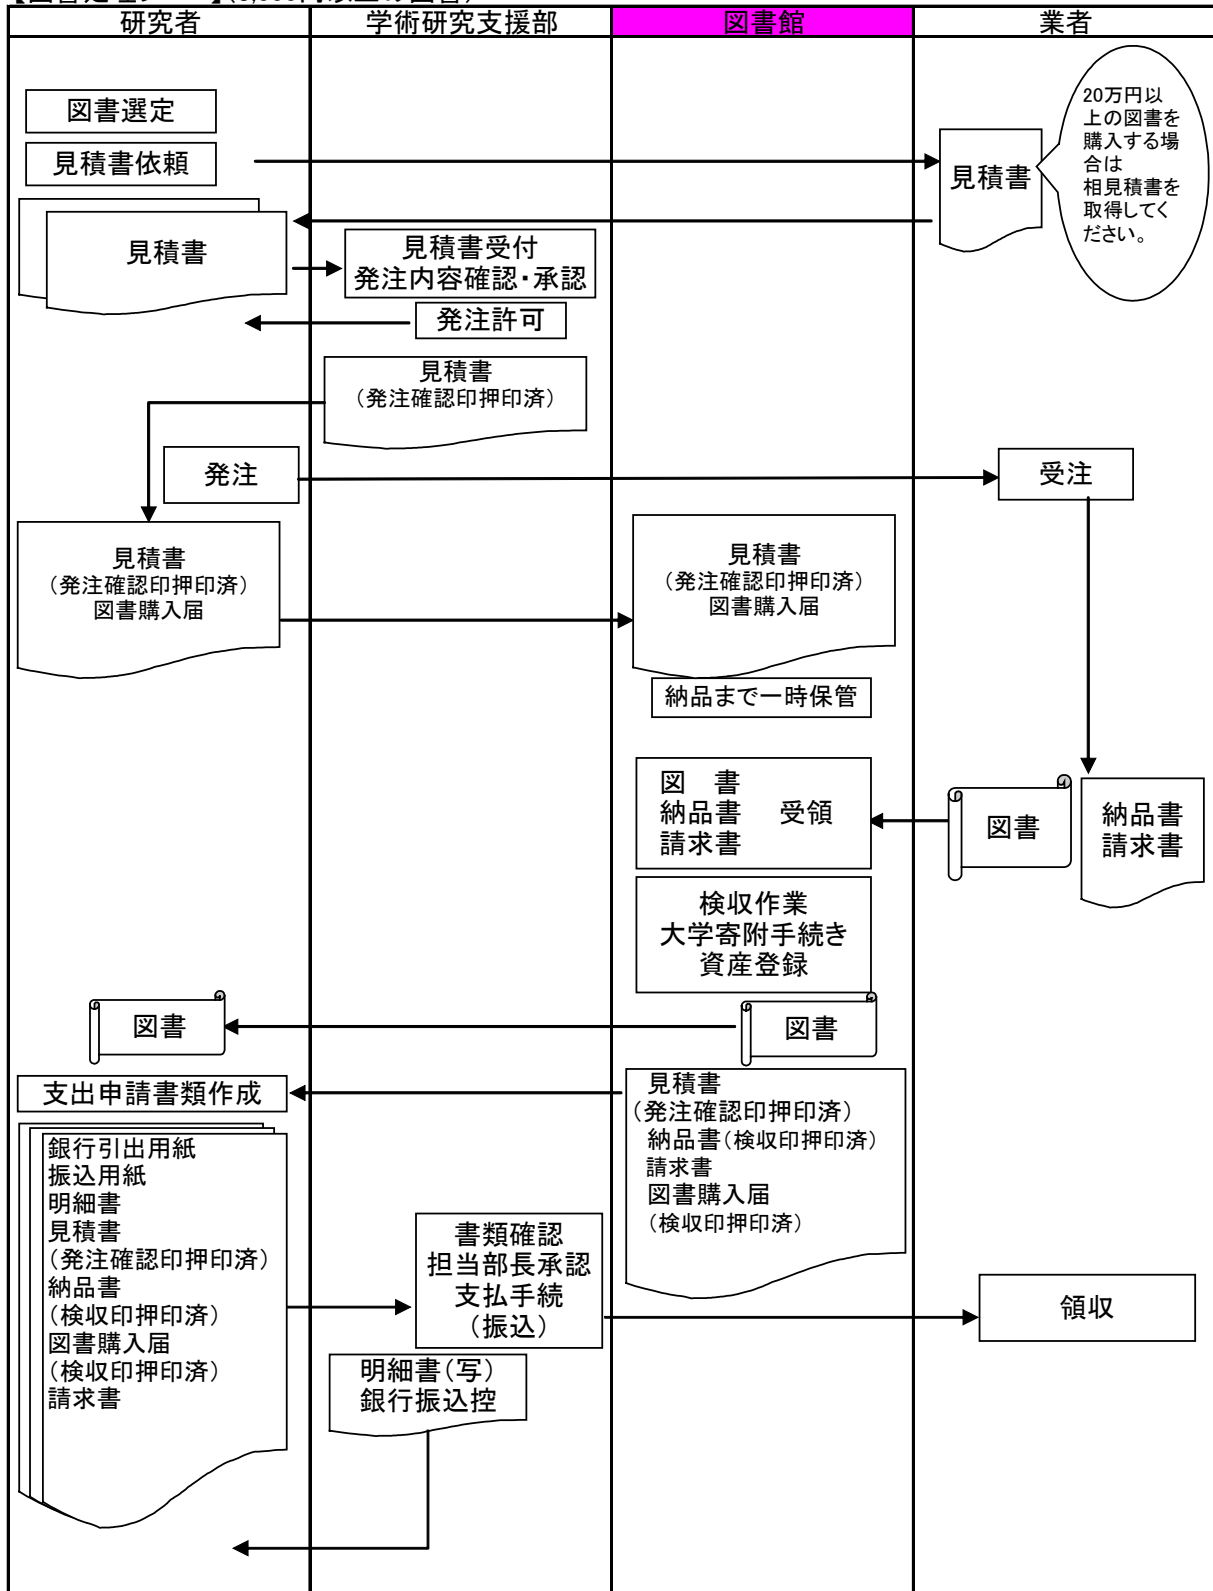 研究者
学術研究支援部
図書館
業者
図書選定
見積書依頼
見積書
20万円以
上の図書を
購入する場
合は
相見積書を
取得してく
ださい。
見積書
見積書受付
発注内容確認・承認
発注許可
見積書
(発注確認印押印済)
発注
受注
見積書
(発注確認印押印済)
図書購入届
見積書
(発注確認印押印済)
図書購入届
納品まで一時保管
図　書
納品書　受領
請求書
図書
納品書
請求書
検収作業
大学寄附手続き
資産登録
図書
図書
支出申請書類作成
見積書
(発注確認印押印済)
納品書(検収印押印済)
請求書
図書購入届
(検収印押印済)
銀行引出用紙
振込用紙
明細書
見積書
(発注確認印押印済)
納品書
(検収印押印済)
図書購入届
(検収印押印済)
請求書
書類確認
担当部長承認
支払手続
(振込)
領収
明細書(写)
銀行振込控